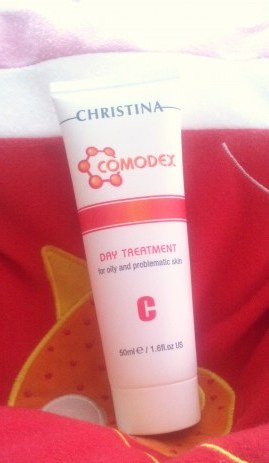 CHRISTINA
COMODEX
DAY TREATMENT
for oily and problematic skin
C
50ml e / 1.6fl.oz US